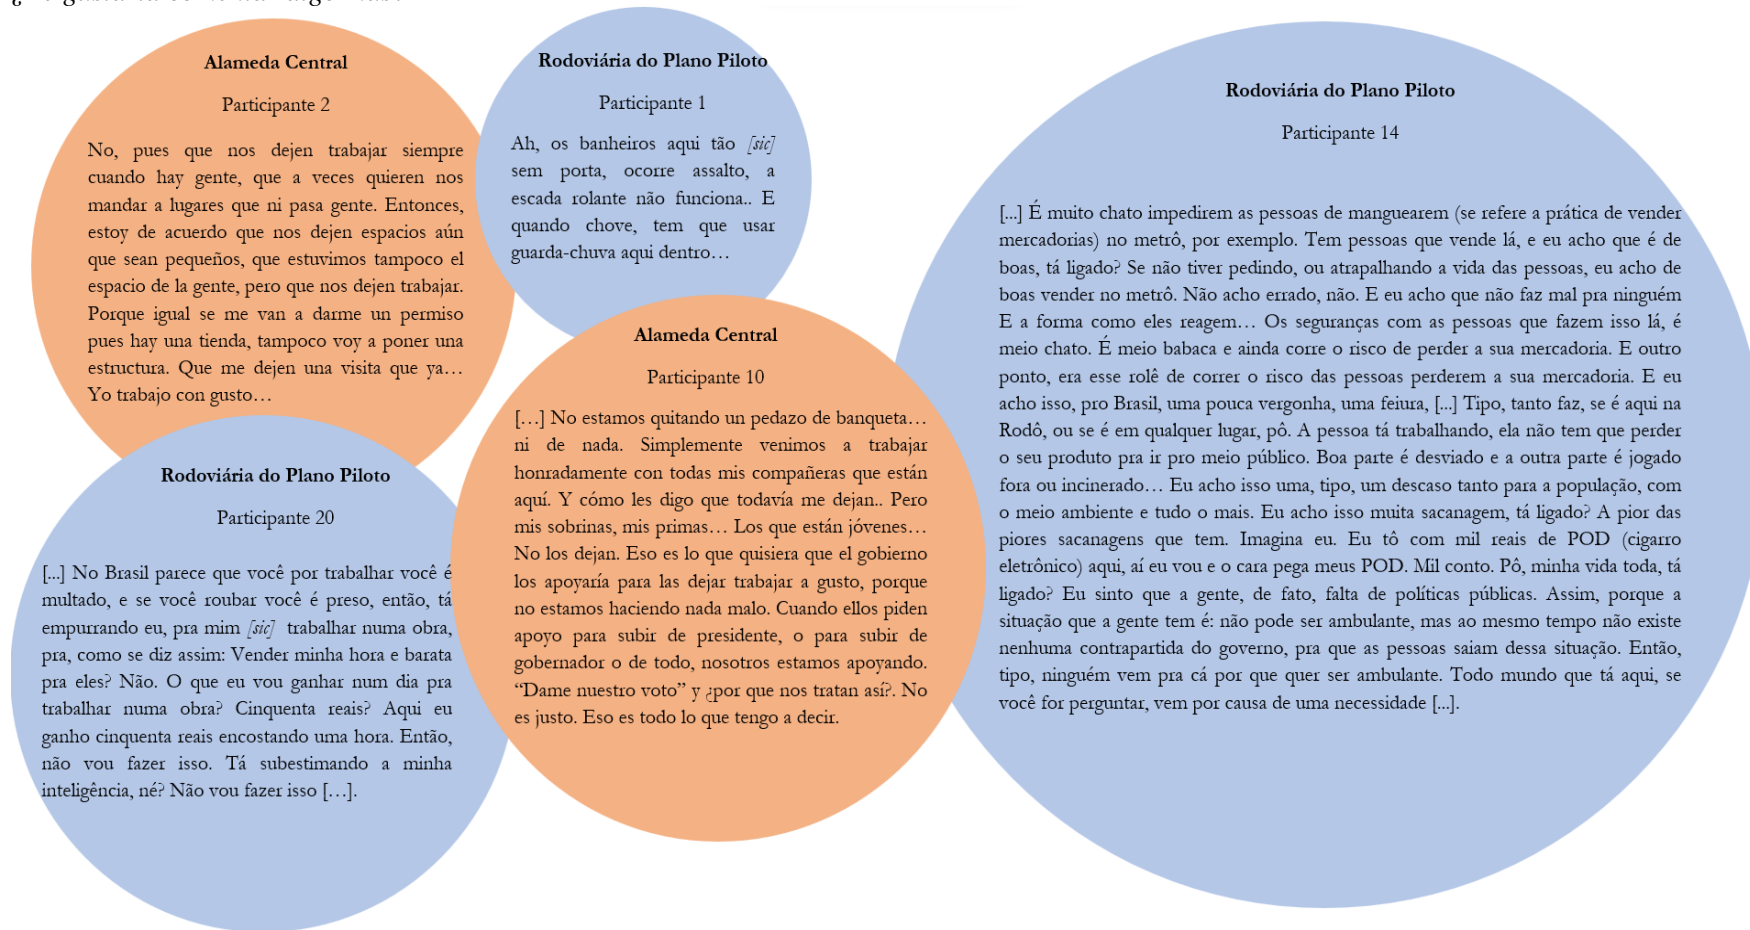 Alameda Central
Participante 2
No, pues que nos dejen trabajar siempre
cuando hay gente, que a veces quieren nos
mandar a lugares que ni pasa gente. Entonces,
estoy de acuerdo que nos dejen espacios aún
que sean pequeños, que estuvimos tampoco el
espacio de la gente, pero que nos dejen trabajar.
Porque igual se me van a darme un permiso
pues hay una tienda, tampoco voy a poner una
estructura. Que me dejen una visita que ya…
Yo trabajo con gusto…
Rodoviária do Plano Piloto
Participante 1
Ah, os banheiros aqui tão [sic]
sem porta, ocorre assalto, a
escada rolante não funciona.. E
quando chove, tem que usar
guarda-chuva aqui dentro…
Rodoviária do Plano Piloto
Participante 20
[...] No Brasil parece que você por trabalhar você é
multado, e se você roubar você é preso, então, tá
empurrando eu, pra mim [sic] trabalhar numa obra,
pra, como se diz assim: Vender minha hora e barata
pra eles? Não. O que eu vou ganhar num dia pra
trabalhar numa obra? Cinquenta reais? Aqui eu
ganho cinquenta reais encostando uma hora. Então,
não vou fazer isso. Tá subestimando a minha
inteligência, né? Não vou fazer isso […].
Alameda Central
Participante 10
[…] No estamos quitando un pedazo de banqueta…
ni de nada. Simplemente venimos a trabajar
honradamente con todas mis compañeras que están
aquí. Y cómo les digo que todavía me dejan.. Pero
mis sobrinas, mis primas… Los que están jóvenes…
No los dejan. Eso es lo que quisiera que el gobierno
los apoyaría para las dejar trabajar a gusto, porque
no estamos haciendo nada malo. Cuando ellos piden
apoyo para subir de presidente, o para subir de
gobernador o de todo, nosotros estamos apoyando.
“Dame nuestro voto” y ¿por que nos tratan así?. No
es justo. Eso es todo lo que tengo a decir.
Rodoviária do Plano Piloto
Participante 14
[...] É muito chato impedirem as pessoas de manguearem (se refere a prática de vender
mercadorias) no metrô, por exemplo. Tem pessoas que vende lá, e eu acho que é de
boas, tá ligado? Se não tiver pedindo, ou atrapalhando a vida das pessoas, eu acho de
boas vender no metrô. Não acho errado, não. E eu acho que não faz mal pra ninguém
E a forma como eles reagem… Os seguranças com as pessoas que fazem isso lá, é
meio chato. É meio babaca e ainda corre o risco de perder a sua mercadoria. E outro
ponto, era esse rolê de correr o risco das pessoas perderem a sua mercadoria. E eu
acho isso, pro Brasil, uma pouca vergonha, uma feiura, [...] Tipo, tanto faz, se é aqui na
Rodô, ou se é em qualquer lugar, pô. A pessoa tá trabalhando, ela não tem que perder
o seu produto pra ir pro meio público. Boa parte é desviado e a outra parte é jogado
fora ou incinerado… Eu acho isso uma, tipo, um descaso tanto para a população, com
o meio ambiente e tudo o mais. Eu acho isso muita sacanagem, tá ligado? A pior das
piores sacanagens que tem. Imagina eu. Eu tô com mil reais de POD (cigarro
eletrônico) aqui, aí eu vou e o cara pega meus POD. Mil conto. Pô, minha vida toda, tá
ligado? Eu sinto que a gente, de fato, falta de políticas públicas. Assim, porque a
situação que a gente tem é: não pode ser ambulante, mas ao mesmo tempo não existe
nenhuma contrapartida do governo, pra que as pessoas saiam dessa situação. Então,
tipo, ninguém vem pra cá por que quer ser ambulante. Todo mundo que tá aqui, se
você for perguntar, vem por causa de uma necessidade [...].